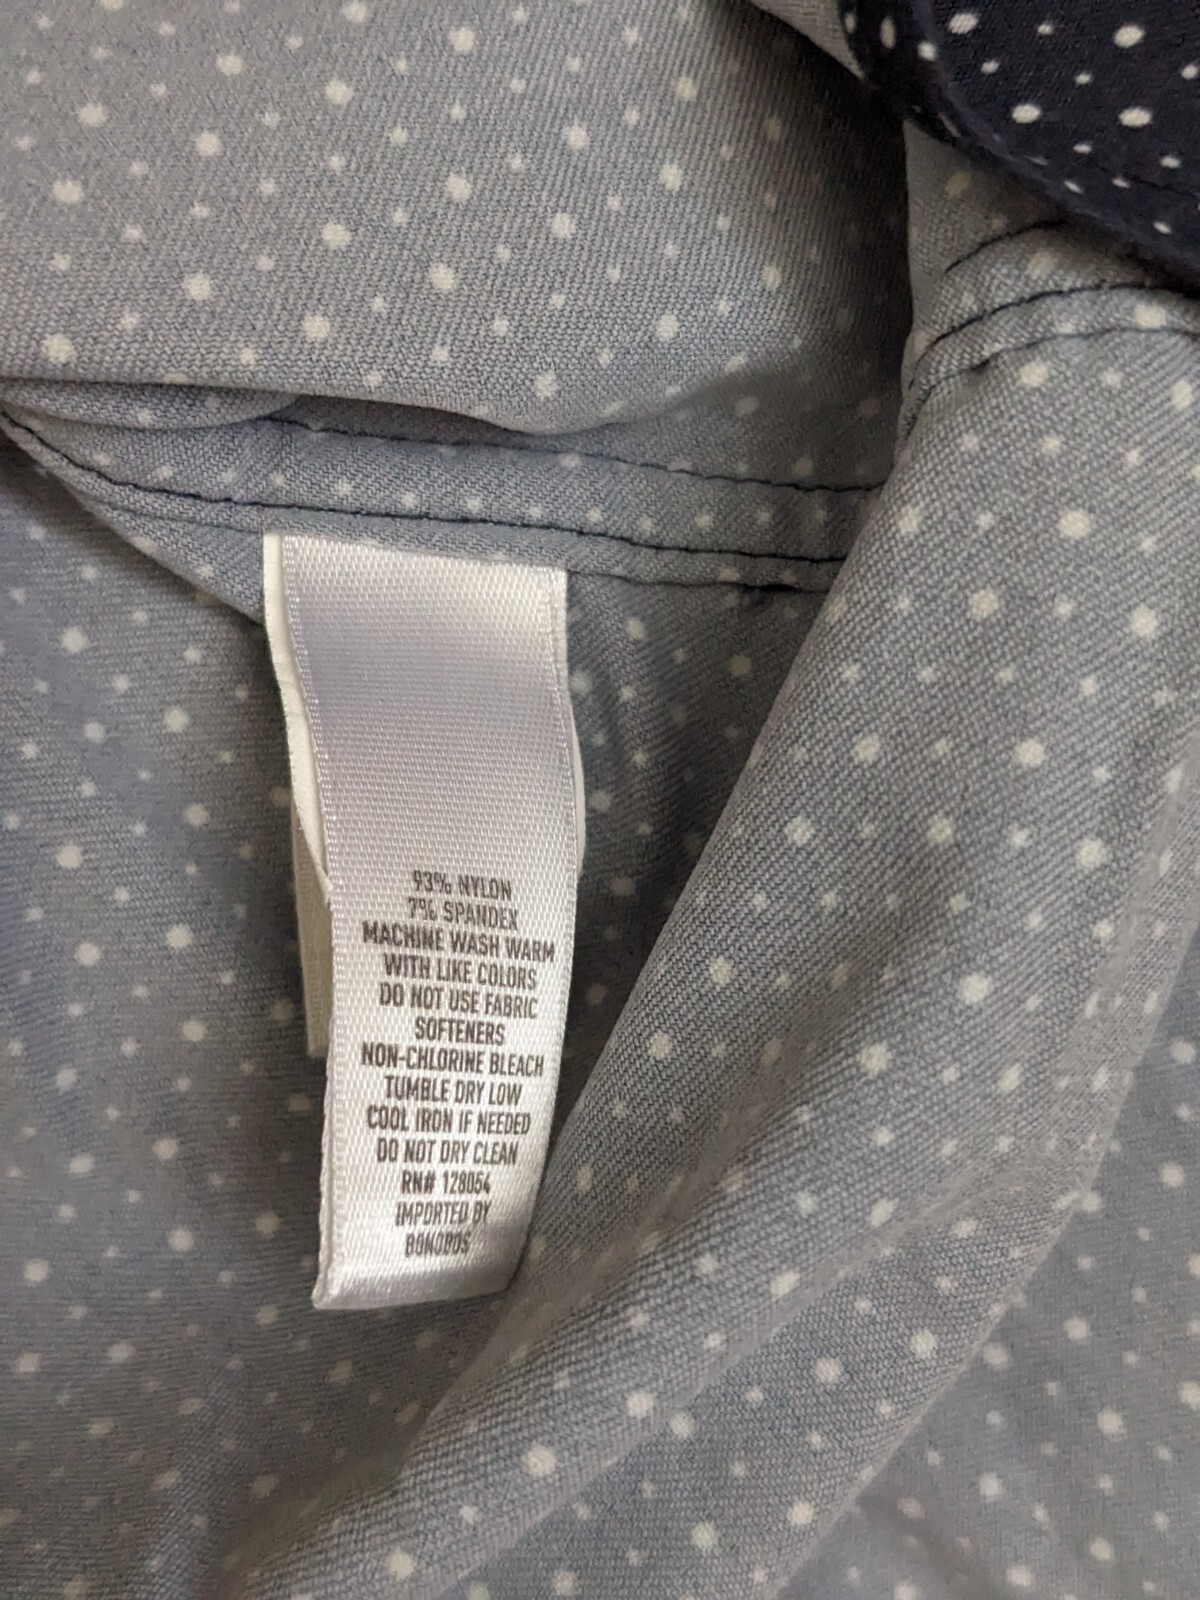 93% NYLON
7% SPANDEX
MACHINE WASH WARM
WITH LIKE COLORS
DO NOT USE FABRIC
SOFTENERS
NON-CHLORINE BLEACH
TUMBLE DRY LOW
COOL IRON IF NEEDED
DO NOT DRY CLEAN
RN# 128054
IMPORTED BY
BONOBOS